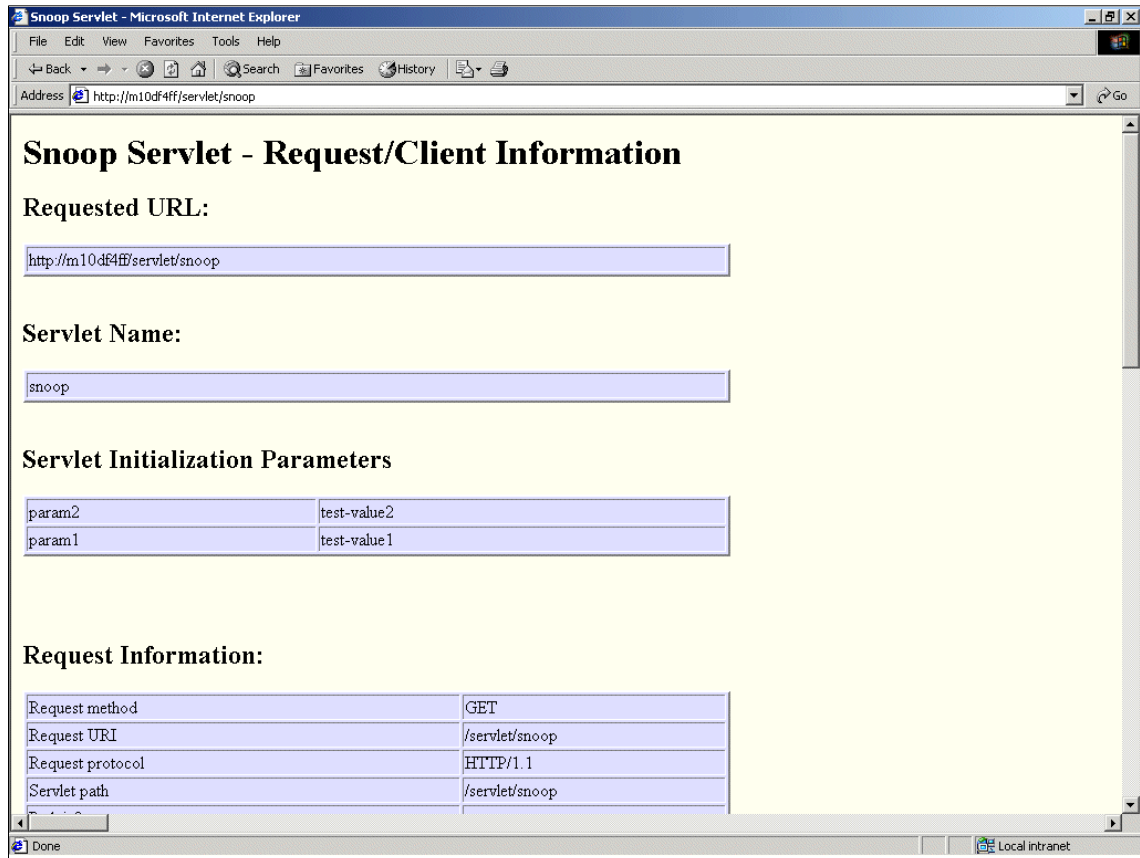 Snoop Servlet - Microsoft Internet Explorer
File Edit View Favorites Tools Help
Back Search Favorites History
Address http://m10df4ff/servlet/snoop Go
Snoop Servlet - Request/Client Information
Requested URL:
http://m10df4ff/servlet/snoop
Servlet Name:
snoop
Servlet Initialization Parameters
param2 test-value2
param1 test-value1
Request Information:
Request method GET
Request URI /servlet/snoop
Request protocol HTTP/1.1
Servlet path /servlet/snoop
Done Local intranet